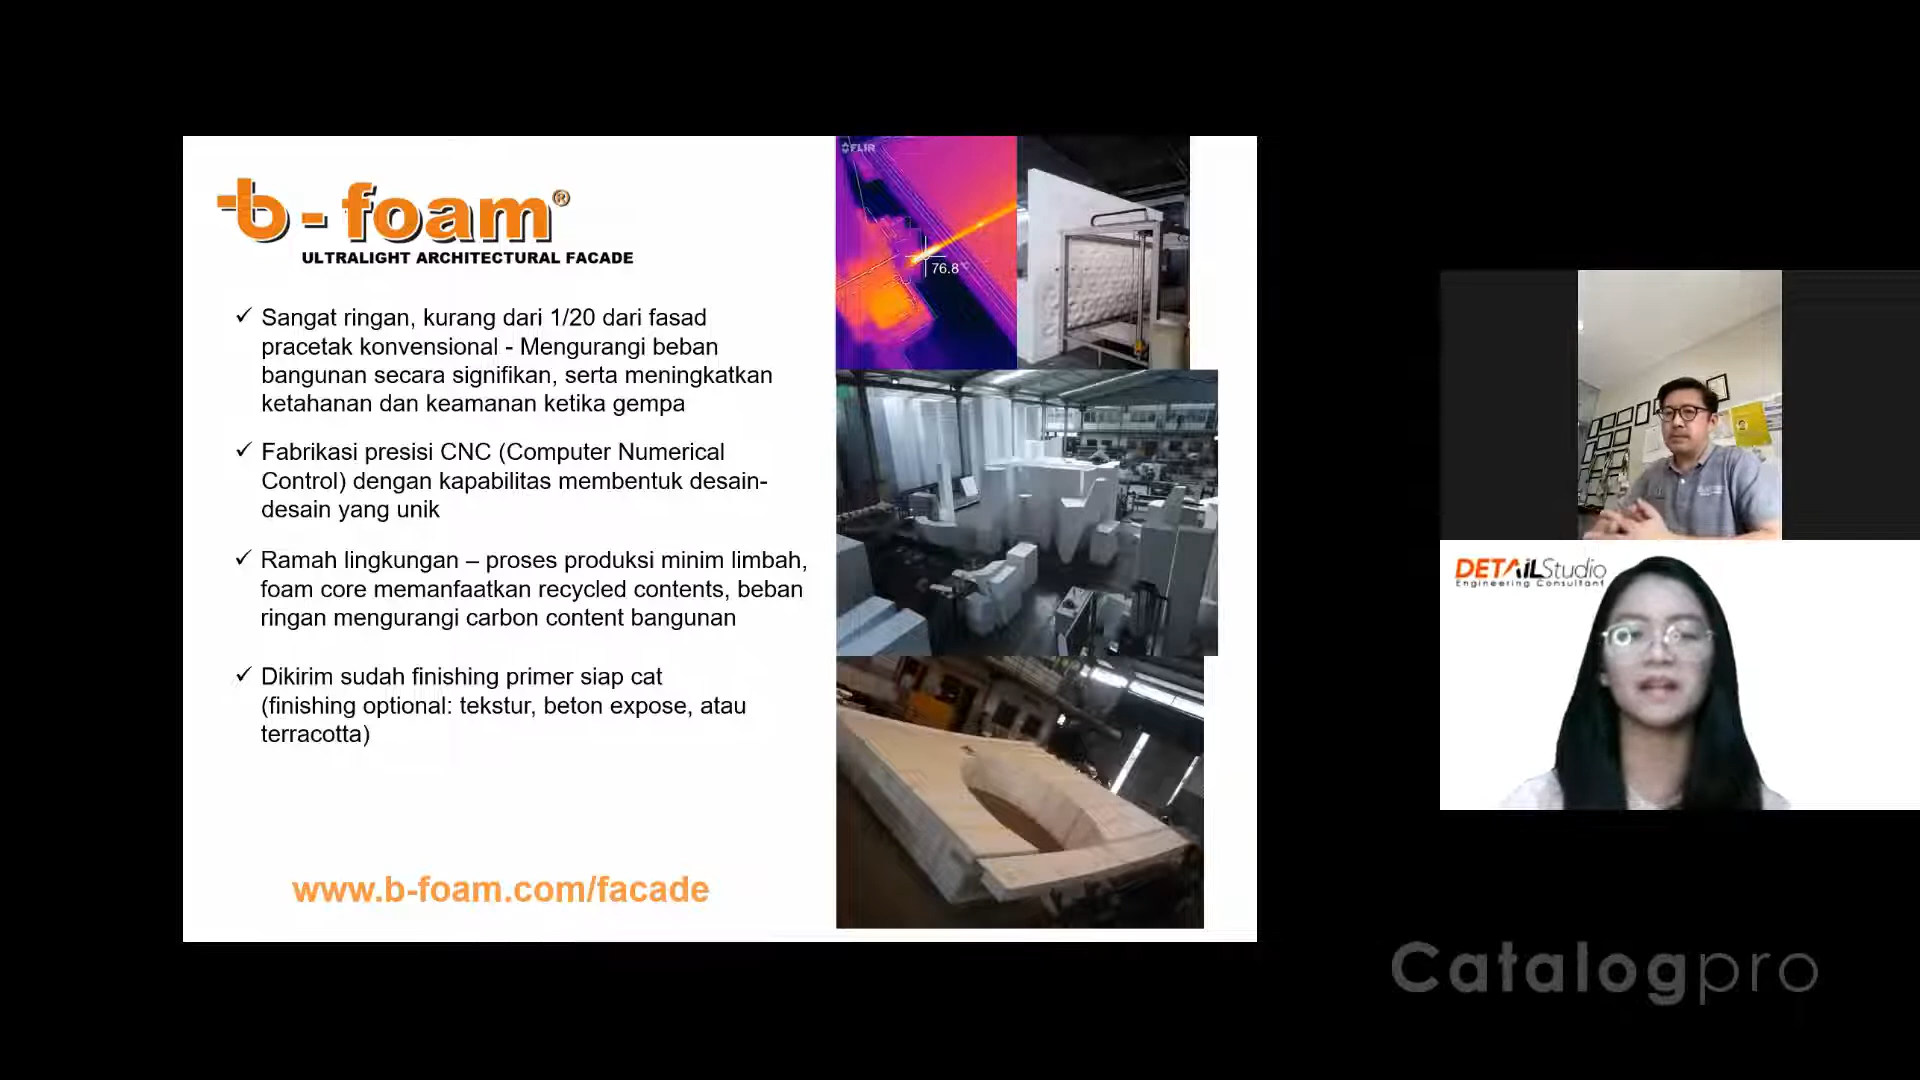 b-foam®
ULTRALIGHT ARCHITECTURAL FACADE
✓ Sangat ringan, kurang dari 1/20 dari fasad
pracetak konvensional - Mengurangi beban
bangunan secara signifikan, serta meningkatkan
ketahanan dan keamanan ketika gempa
✓ Fabrikasi presisi CNC (Computer Numerical
Control) dengan kapabilitas membentuk desain-
desain yang unik
✓ Ramah lingkungan – proses produksi minim limbah,
foam core memanfaatkan recycled contents, beban
ringan mengurangi carbon content bangunan
✓ Dikirim sudah finishing primer siap cat
(finishing optional: tekstur, beton expose, atau
terracotta)
www.b-foam.com/facade
FLIR
76.8°C
DETAiLStudio
Engineering Consultant
Catalogpro